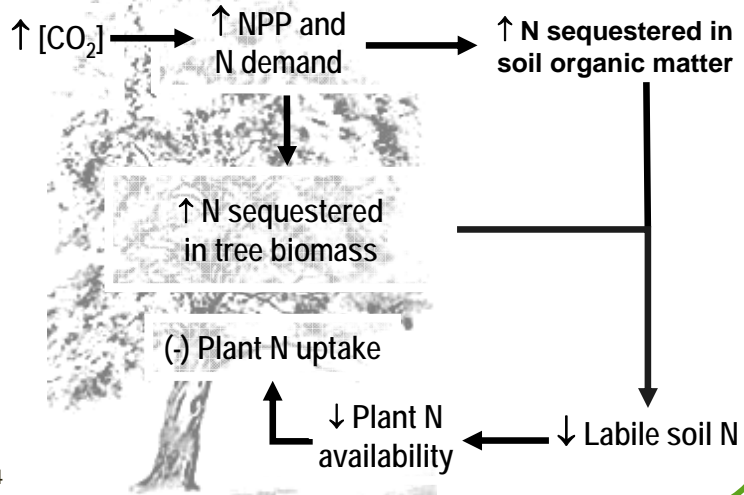 ↑ [CO₂]
↑ NPP and
N demand
↑ N sequestered in
soil organic matter
↑ N sequestered
in tree biomass
(-) Plant N uptake
↓ Plant N
availability
↓ Labile soil N
4